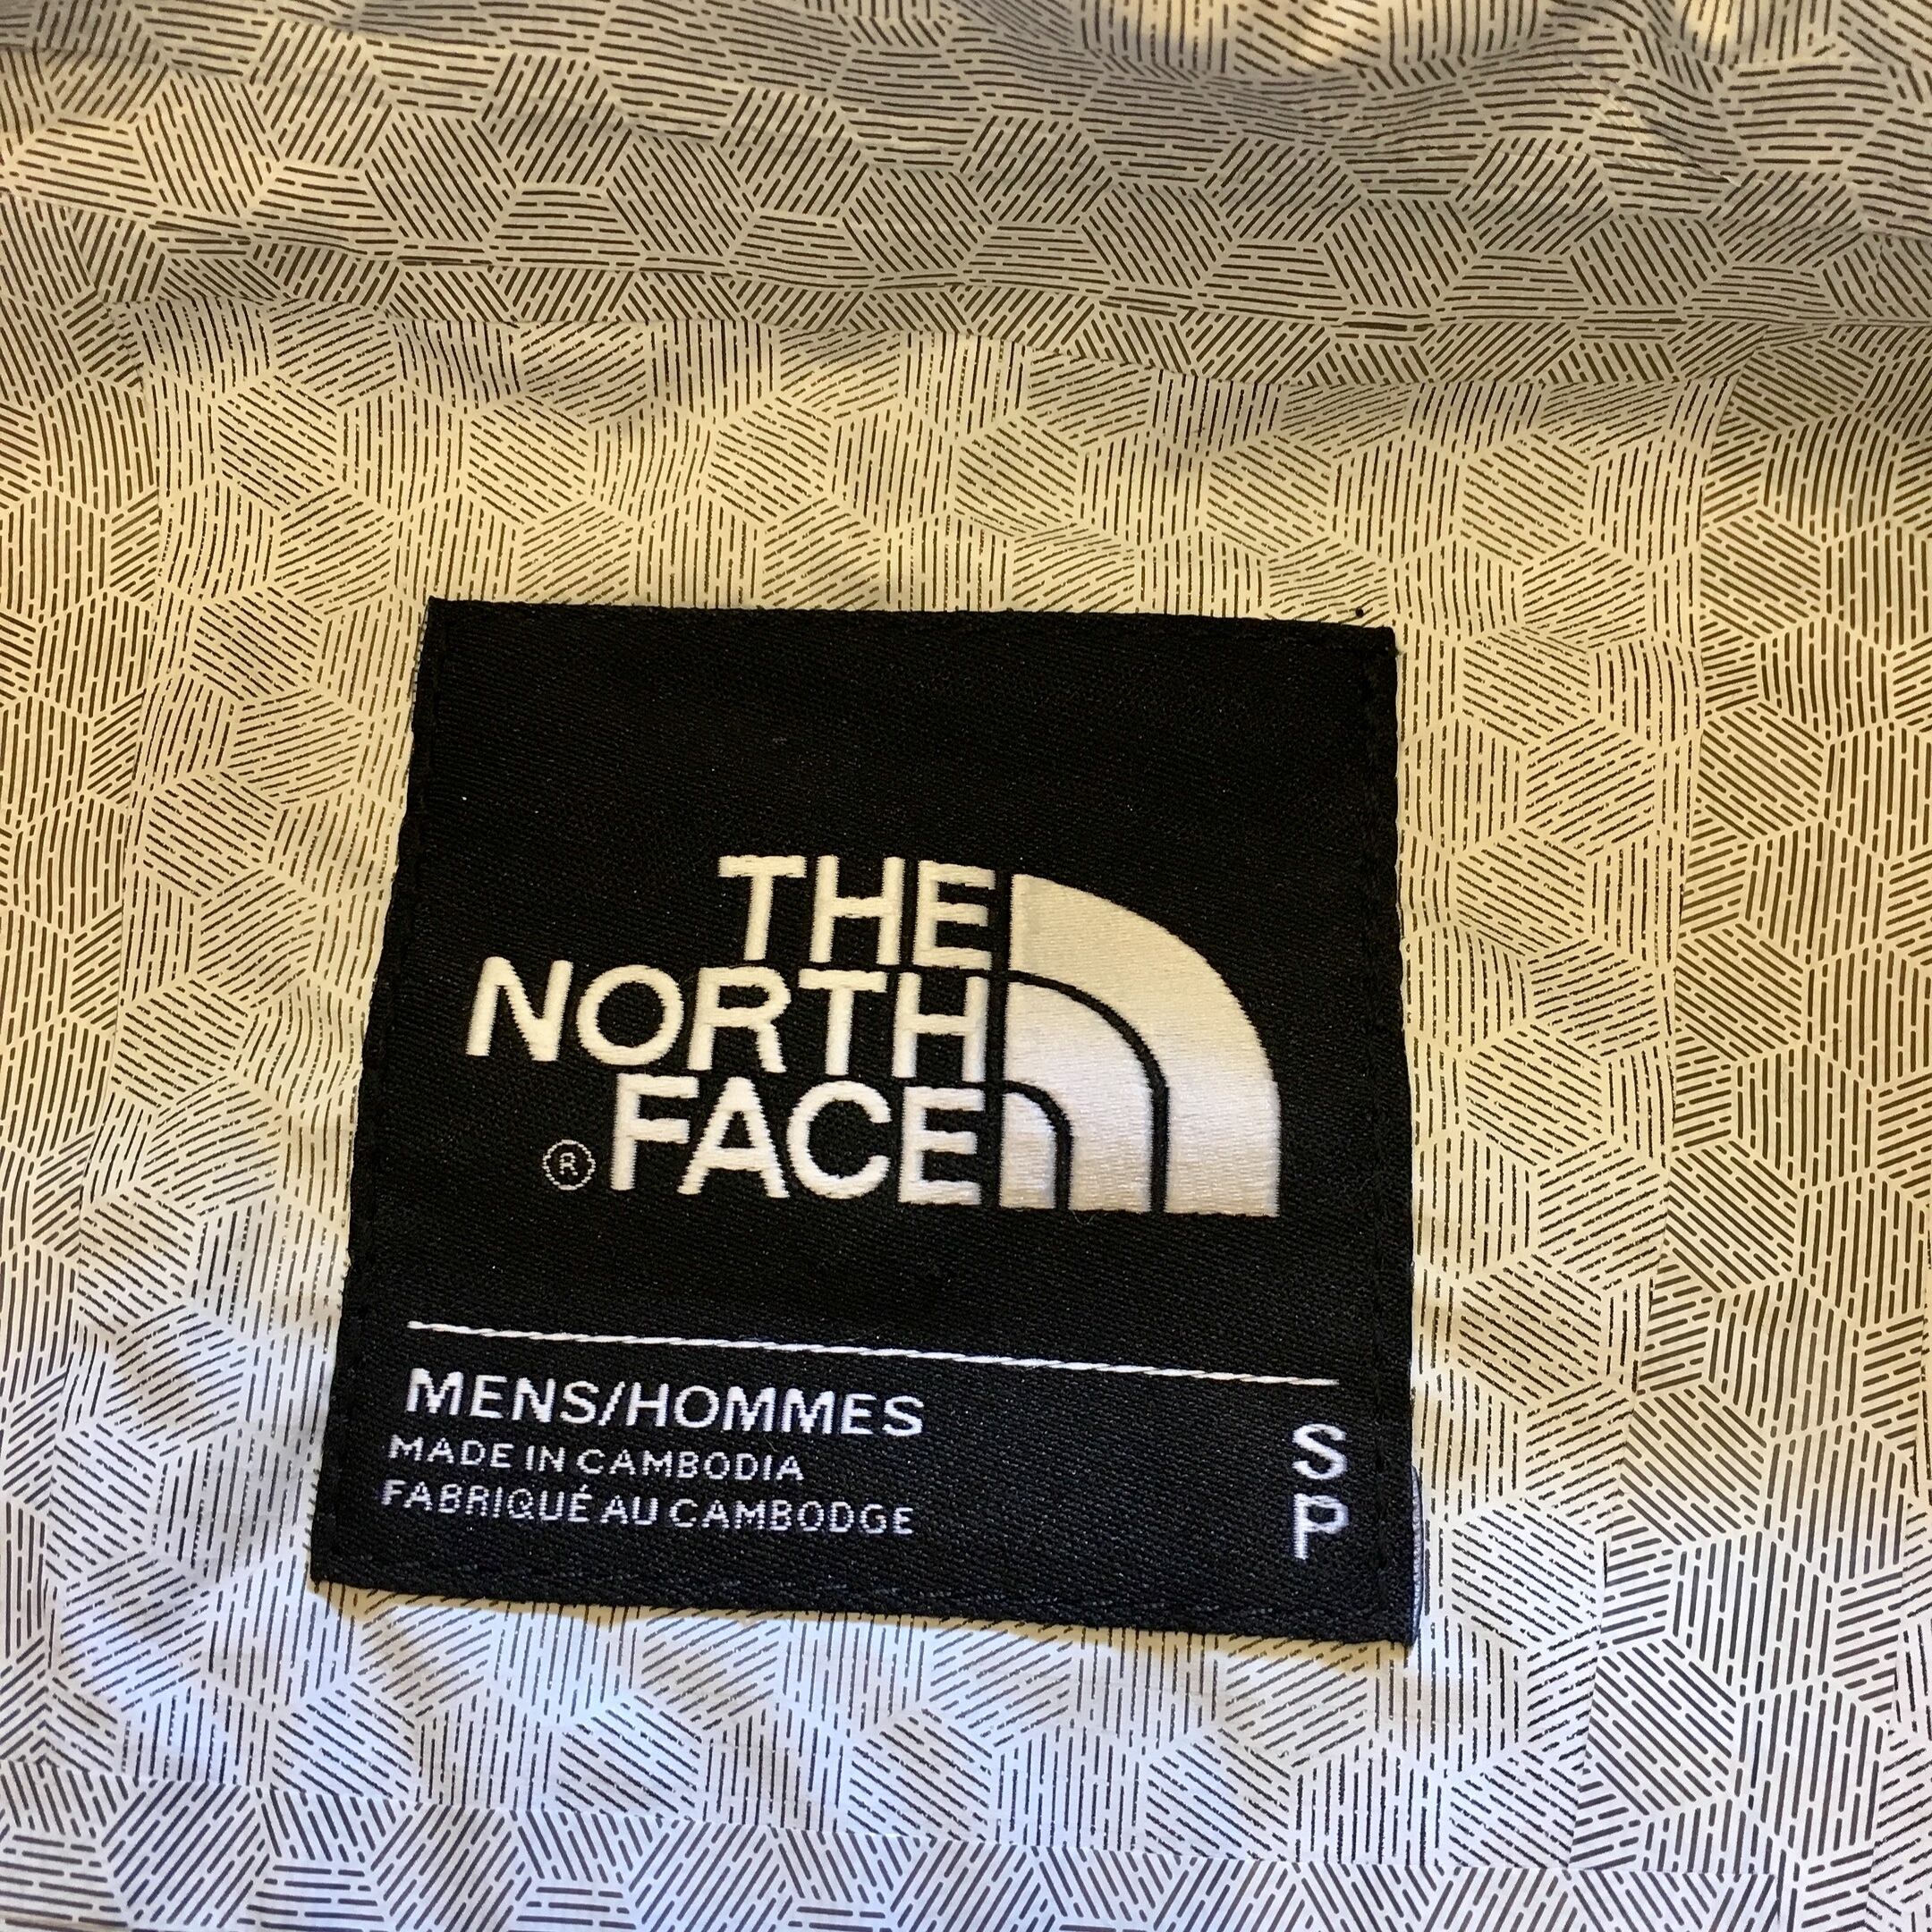 THE
NORTH
FACE
®
MENS/HOMMES
S
MADE IN CAMBODIA
P
FABRIQUÉ AU CAMBODGE